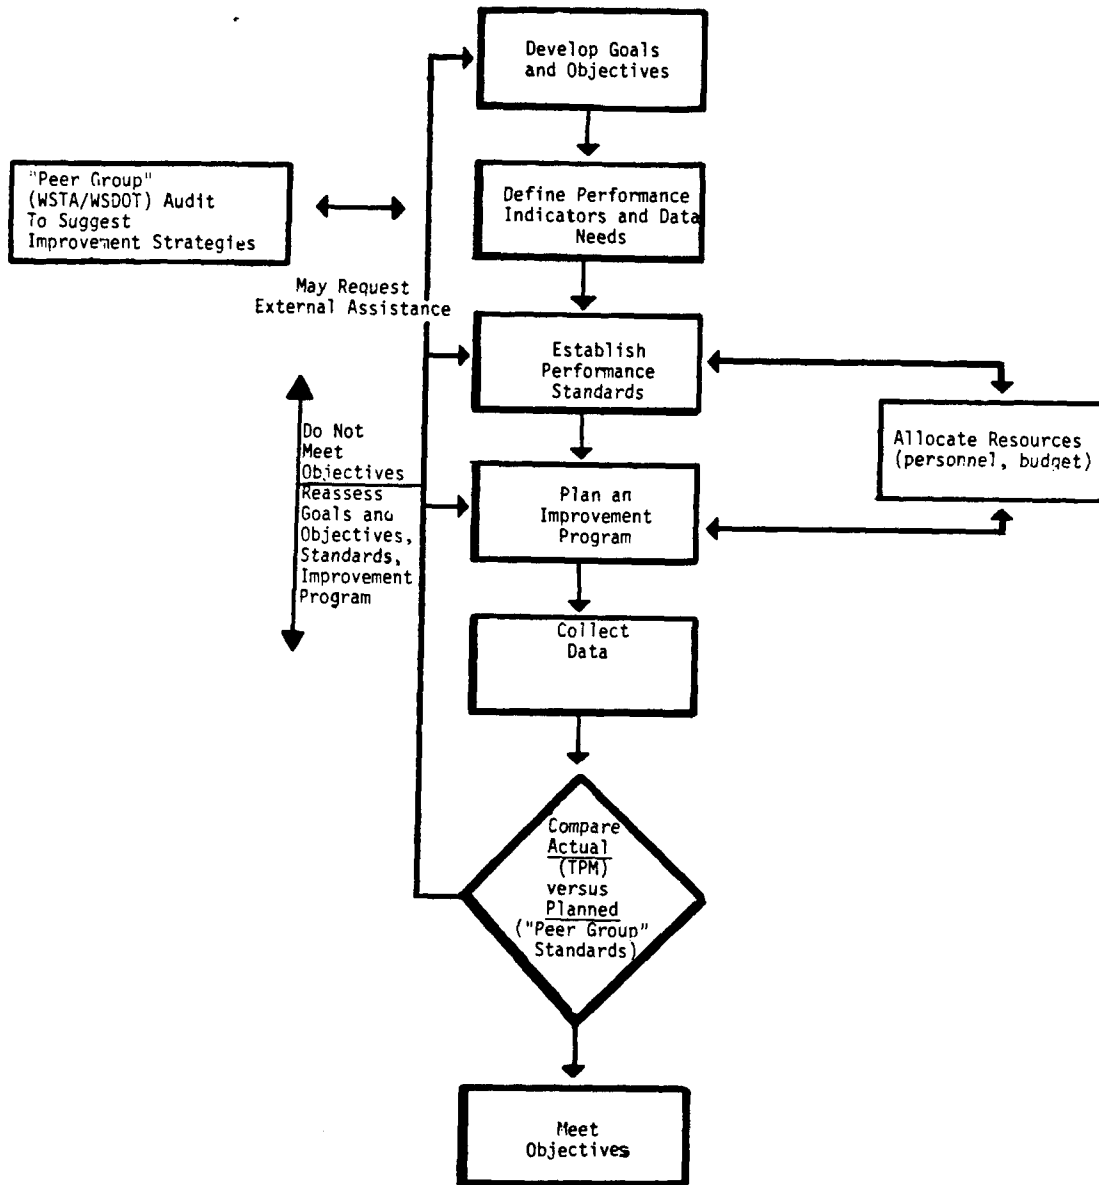 Develop Goals
and Objectives
"Peer Group"
(WSTA/WSDOT) Audit
To Suggest
Improvement Strategies
Define Performance
Indicators and Data
Needs
May Request
External Assistance
Establish
Performance
Standards
Allocate Resources
(personnel, budget)
Do Not
Meet
Objectives
Reassess
Goals and
Objectives,
Standards,
Improvement
Program
Plan an
Improvement
Program
Collect
Data
Compare
Actual
(TPM)
versus
Planned
("Peer Group"
Standards)
Meet
Objectives